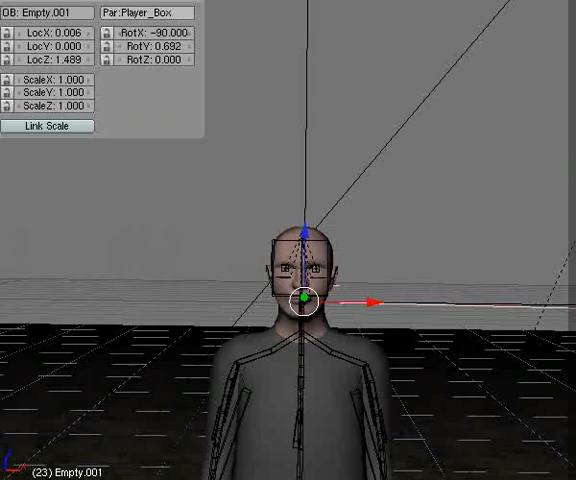 OB: Empty.001 Par:Player_Box
LocX: 0.006 RotX: -90.000
LocY: 0.000 RotY: 0.692
LocZ: 1.489 RotZ: 0.000
ScaleX: 1.000
ScaleY: 1.000
ScaleZ: 1.000
Link Scale
(23) Empty.001